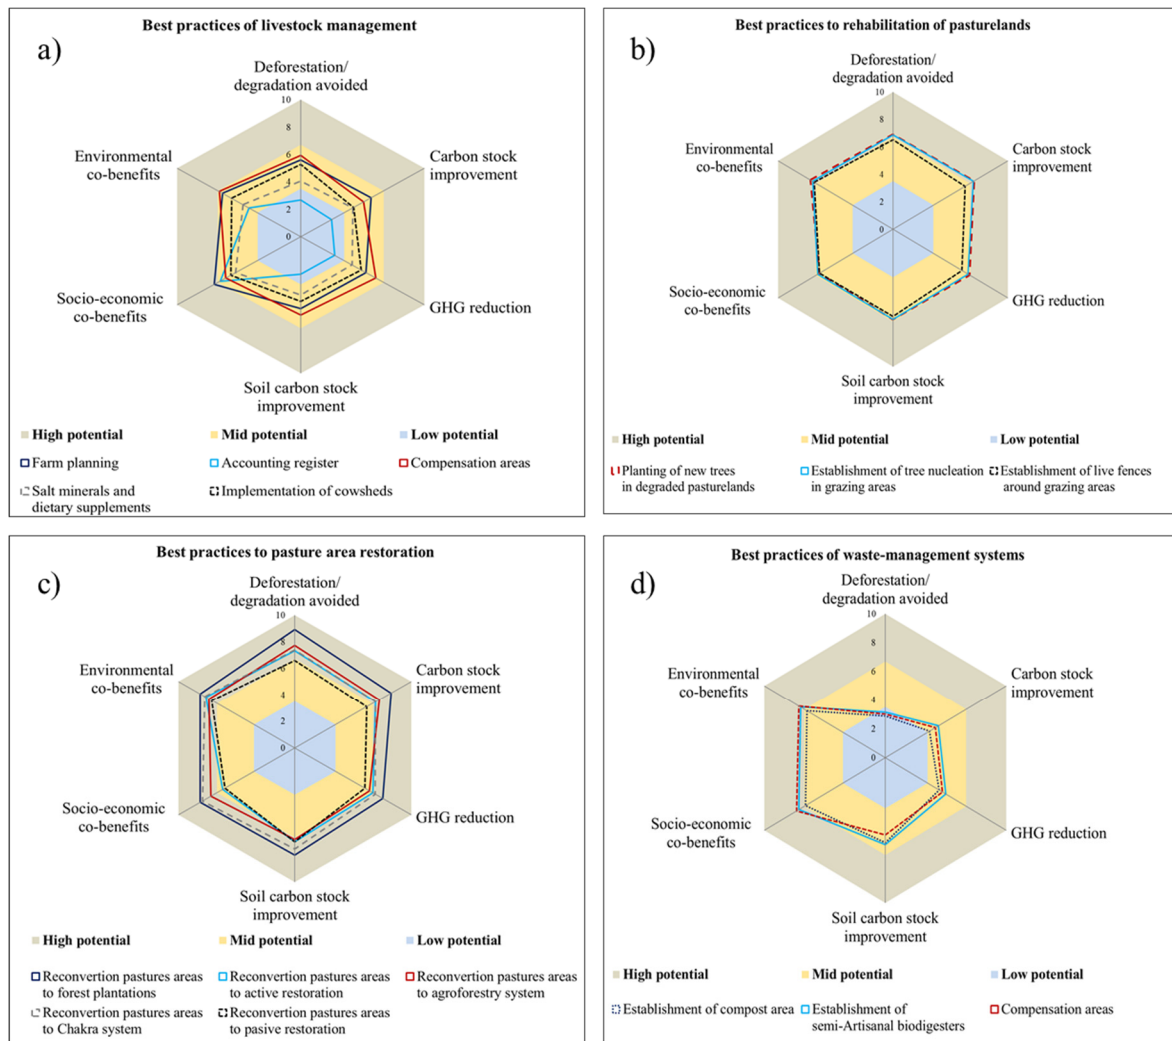 Best practices of livestock management
a)
Deforestation/
degradation avoided
10
8
6
4
2
0
Environmental
co-benefits
Carbon stock
improvement
Socio-economic
co-benefits
GHG reduction
Soil carbon stock
improvement
High potential
Mid potential
Low potential
Farm planning
Accounting register
Compensation areas
Salt minerals and
dietary supplements
Implementation of cowsheds
Best practices to rehabilitation of pasturelands
b)
Deforestation/
degradation avoided
10
8
6
4
2
0
Environmental
co-benefits
Carbon stock
improvement
Socio-economic
co-benefits
GHG reduction
Soil carbon stock
improvement
High potential
Mid potential
Low potential
Planting of new trees
in degraded pasturelands
Establishment of tree nucleation
in grazing areas
Establishment of live fences
around grazing areas
Best practices to pasture area restoration
c)
Deforestation/
degradation avoided
10
8
6
4
2
0
Environmental
co-benefits
Carbon stock
improvement
Socio-economic
co-benefits
GHG reduction
Soil carbon stock
improvement
High potential
Mid potential
Low potential
Reconvertion pastures areas
to forest plantations
Reconvertion pastures areas
to active restoration
Reconvertion pastures areas
to agroforestry system
Reconvertion pastures areas
to Chakra system
Reconvertion pastures areas
to pasive restoration
Best practices of waste-management systems
d)
Deforestation/
degradation avoided
10
8
6
4
2
0
Environmental
co-benefits
Carbon stock
improvement
Socio-economic
co-benefits
GHG reduction
Soil carbon stock
improvement
High potential
Mid potential
Low potential
Establishment of compost area
Establishment of
semi-Artisanal biodigesters
Compensation areas